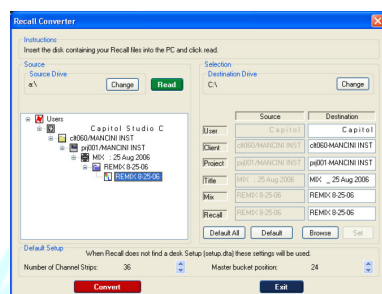 Recall Converter
Instructions
Insert the disk containing your Recall files into the PC and click read.
Source
Source Drive
a:\
Change
Read
Users
Capitol Studio C
clt060/MANCINI INST
prj001/MANCINI INST
MIX : 25 Aug 2006
REMIX 8-25-06
REMIX 8-25-06
Selection
Destination Drive
C:\
Change
Source Destination
User Capitol Capitol
Client clt060/MANCINI INST clt060-MANCINI INST
Project prj001/MANCINI INST prj001-MANCINI INST
Title MIX : 25 Aug 2006 MIX _ 25 Aug 2006
Mix REMIX 8-25-06 REMIX 8-25-06
Recall REMIX 8-25-06 REMIX 8-25-06
Default All Default Browse Set
Default Setup
When Recall does not find a desk Setup (setup.dta) these settings will be used.
Number of Channel Strips: 36 Master bucket position: 24
Convert Exit